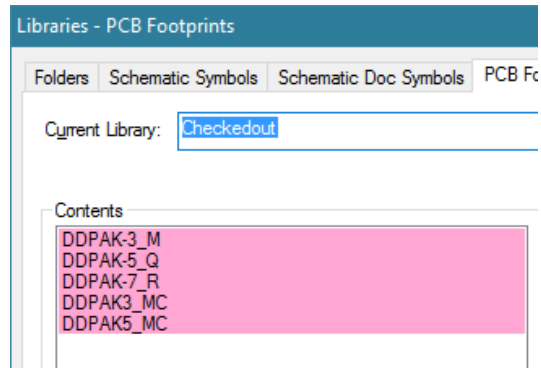 Libraries - PCB Footprints
Folders Schematic Symbols Schematic Doc Symbols PCB Fo
Current Library: Checkedout
Contents
DDPAK-3_M
DDPAK-5_Q
DDPAK-7_R
DDPAK3_MC
DDPAK5_MC